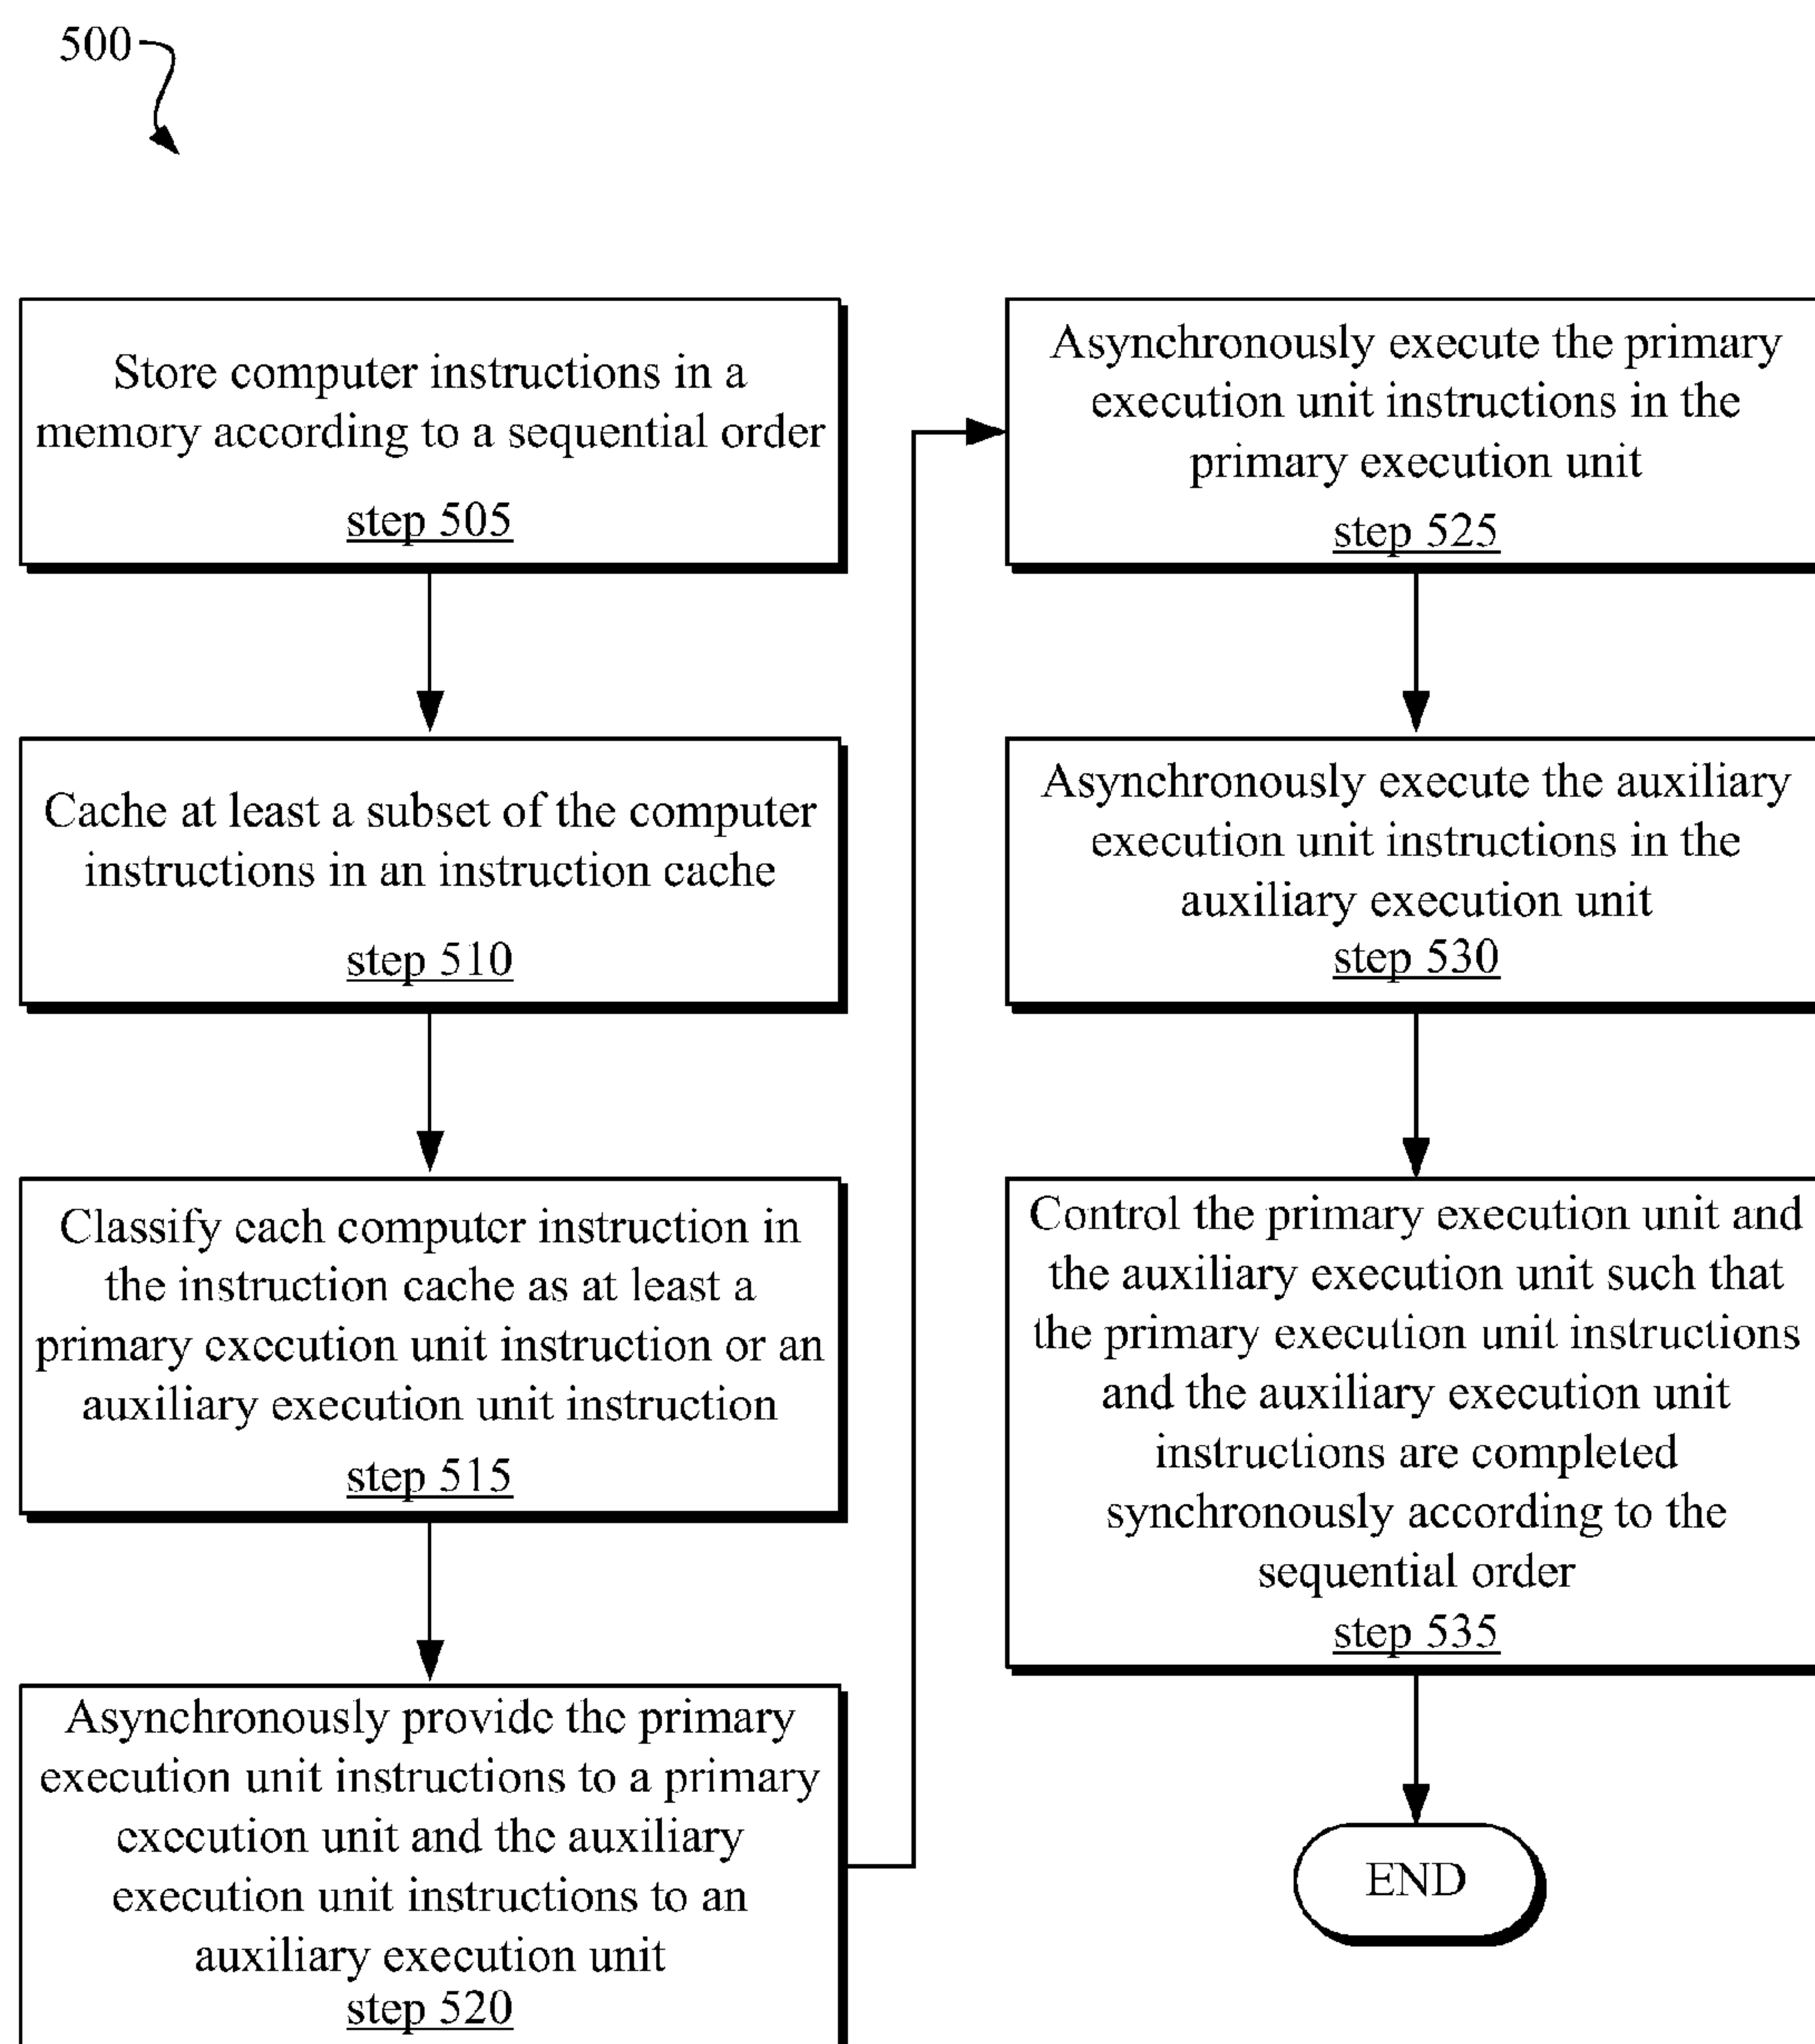 500
Store computer instructions in a
memory according to a sequential order
step 505
Cache at least a subset of the computer
instructions in an instruction cache
step 510
Classify each computer instruction in
the instruction cache as at least a
primary execution unit instruction or an
auxiliary execution unit instruction
step 515
Asynchronously provide the primary
execution unit instructions to a primary
execution unit and the auxiliary
execution unit instructions to an
auxiliary execution unit
step 520
Asynchronously execute the primary
execution unit instructions in the
primary execution unit
step 525
Asynchronously execute the auxiliary
execution unit instructions in the
auxiliary execution unit
step 530
Control the primary execution unit and
the auxiliary execution unit such that
the primary execution unit instructions
and the auxiliary execution unit
instructions are completed
synchronously according to the
sequential order
step 535
END